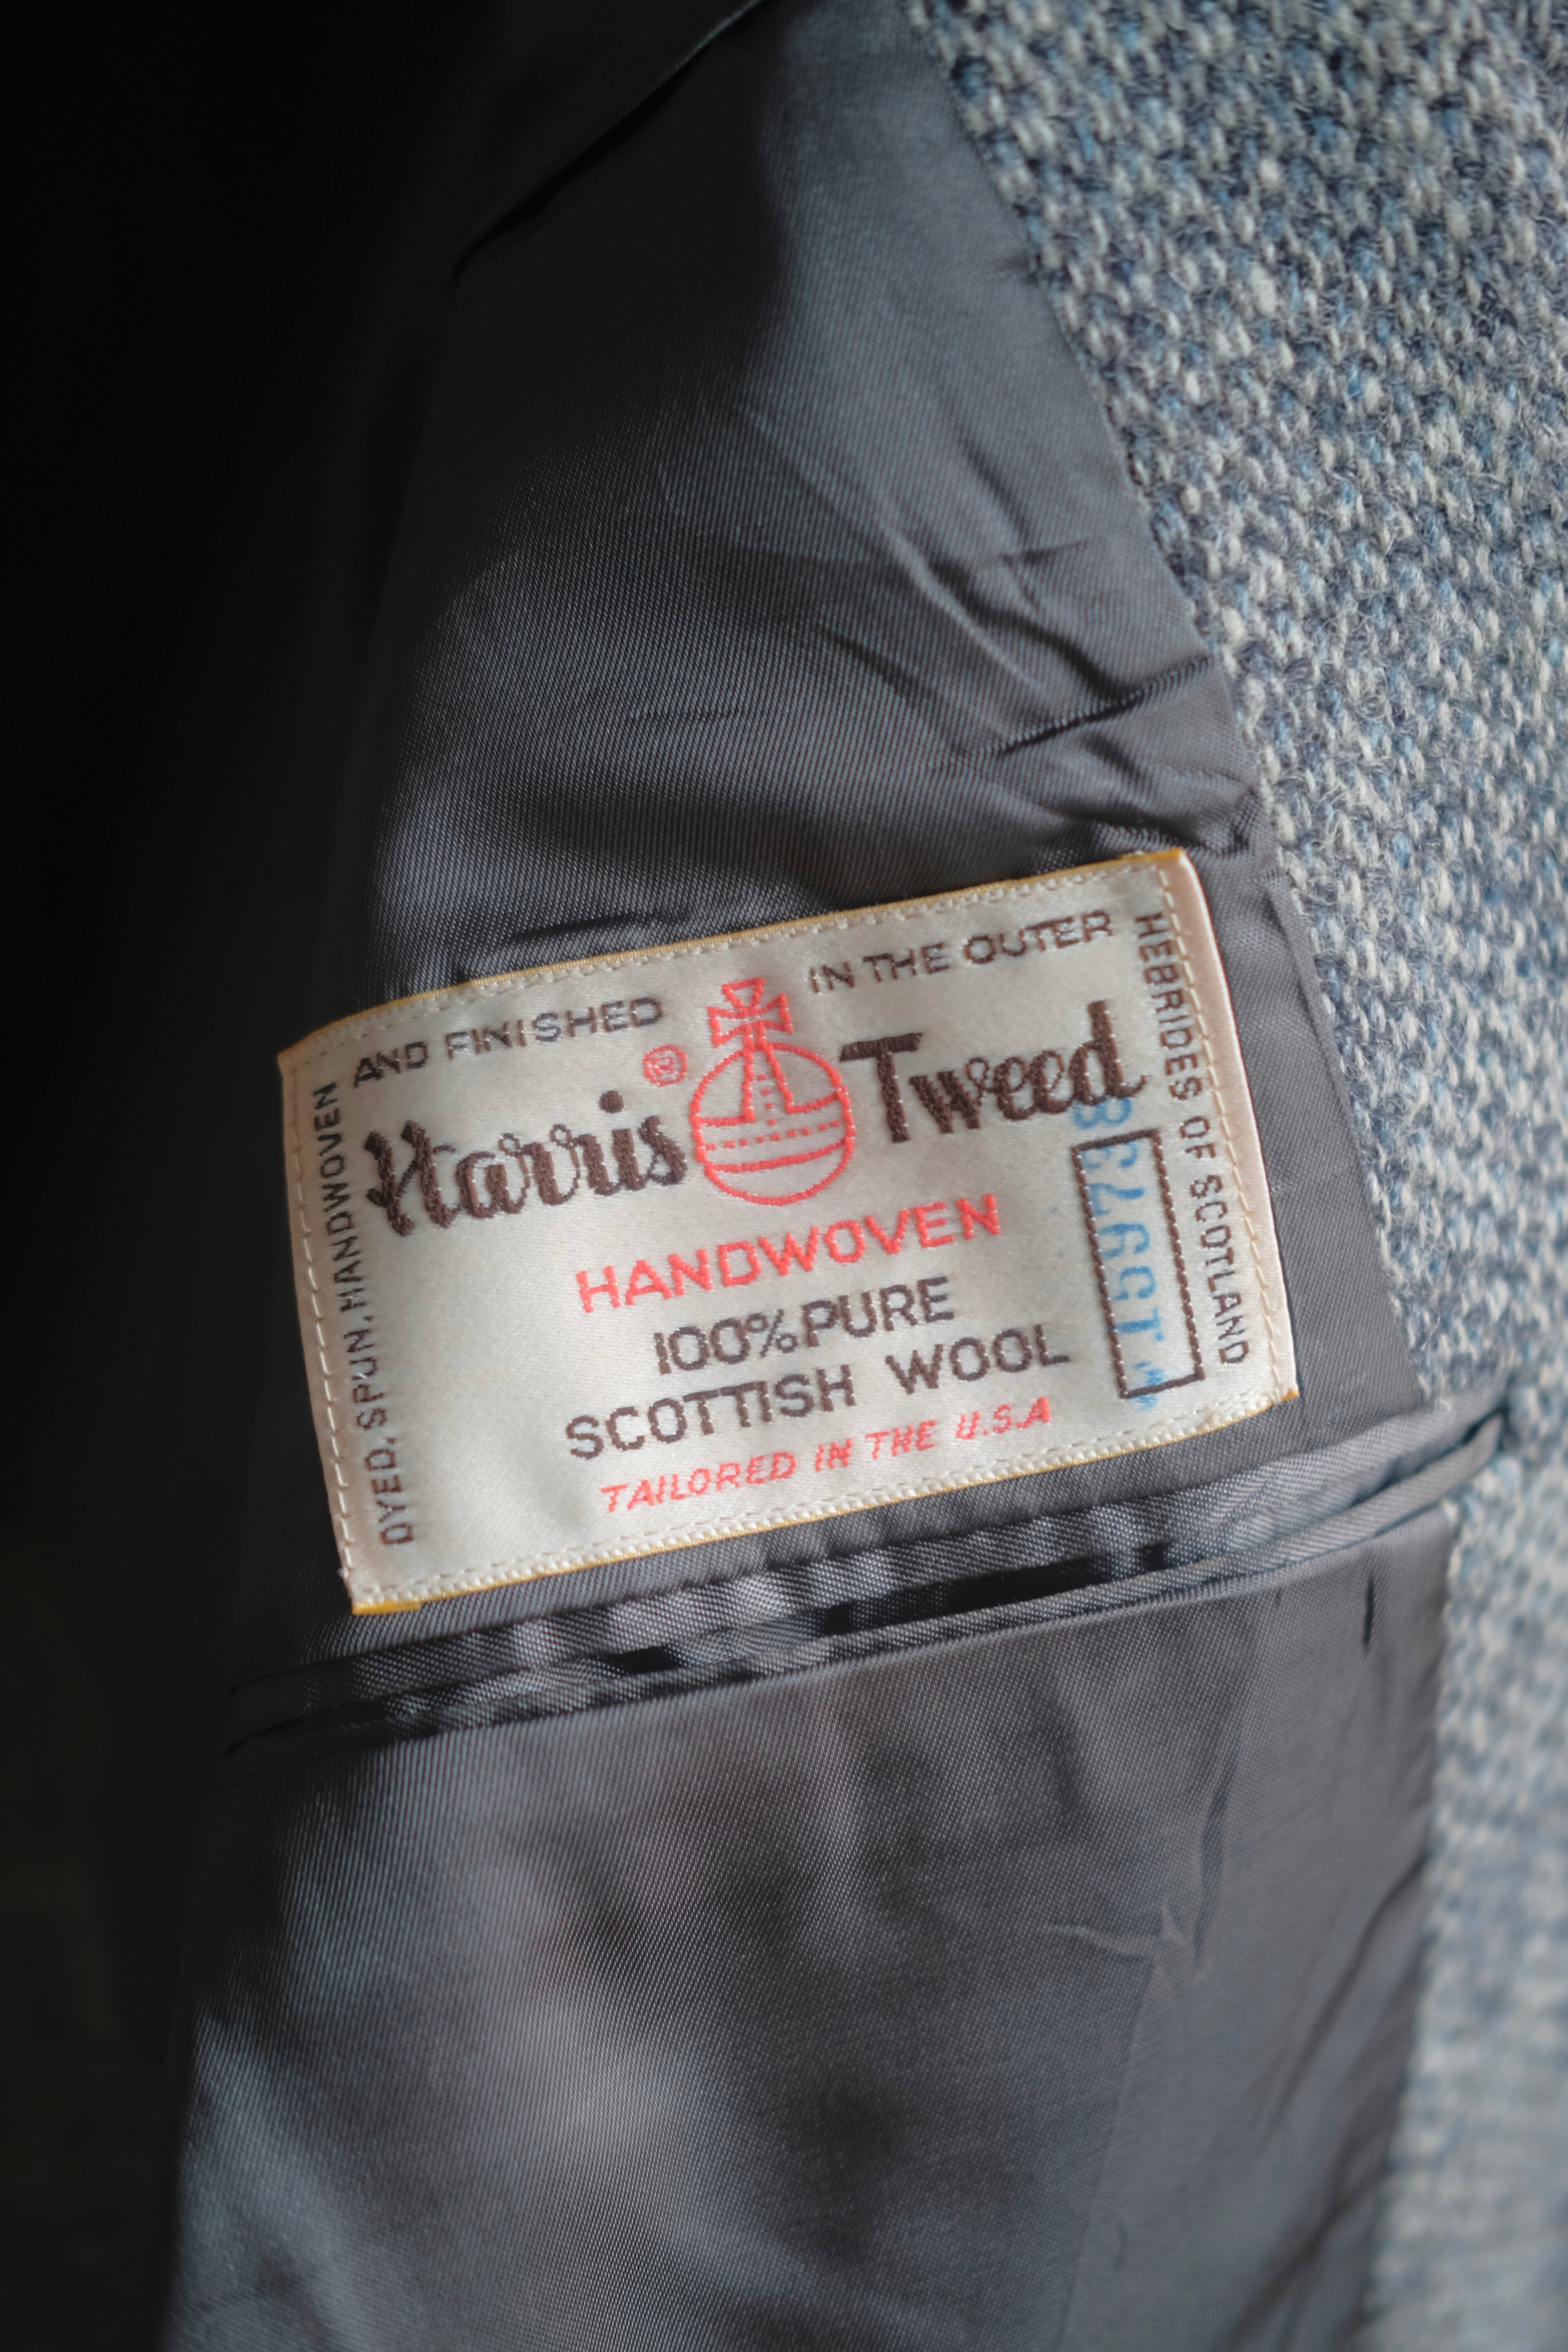 DYED, SPUN, HANDWOVEN
AND FINISHED
IN THE OUTER
HEBRIDES OF SCOTLAND
Harris ® Tweed
HANDWOVEN
100% PURE
SCOTTISH WOOL
TAILORED IN THE U.S.A